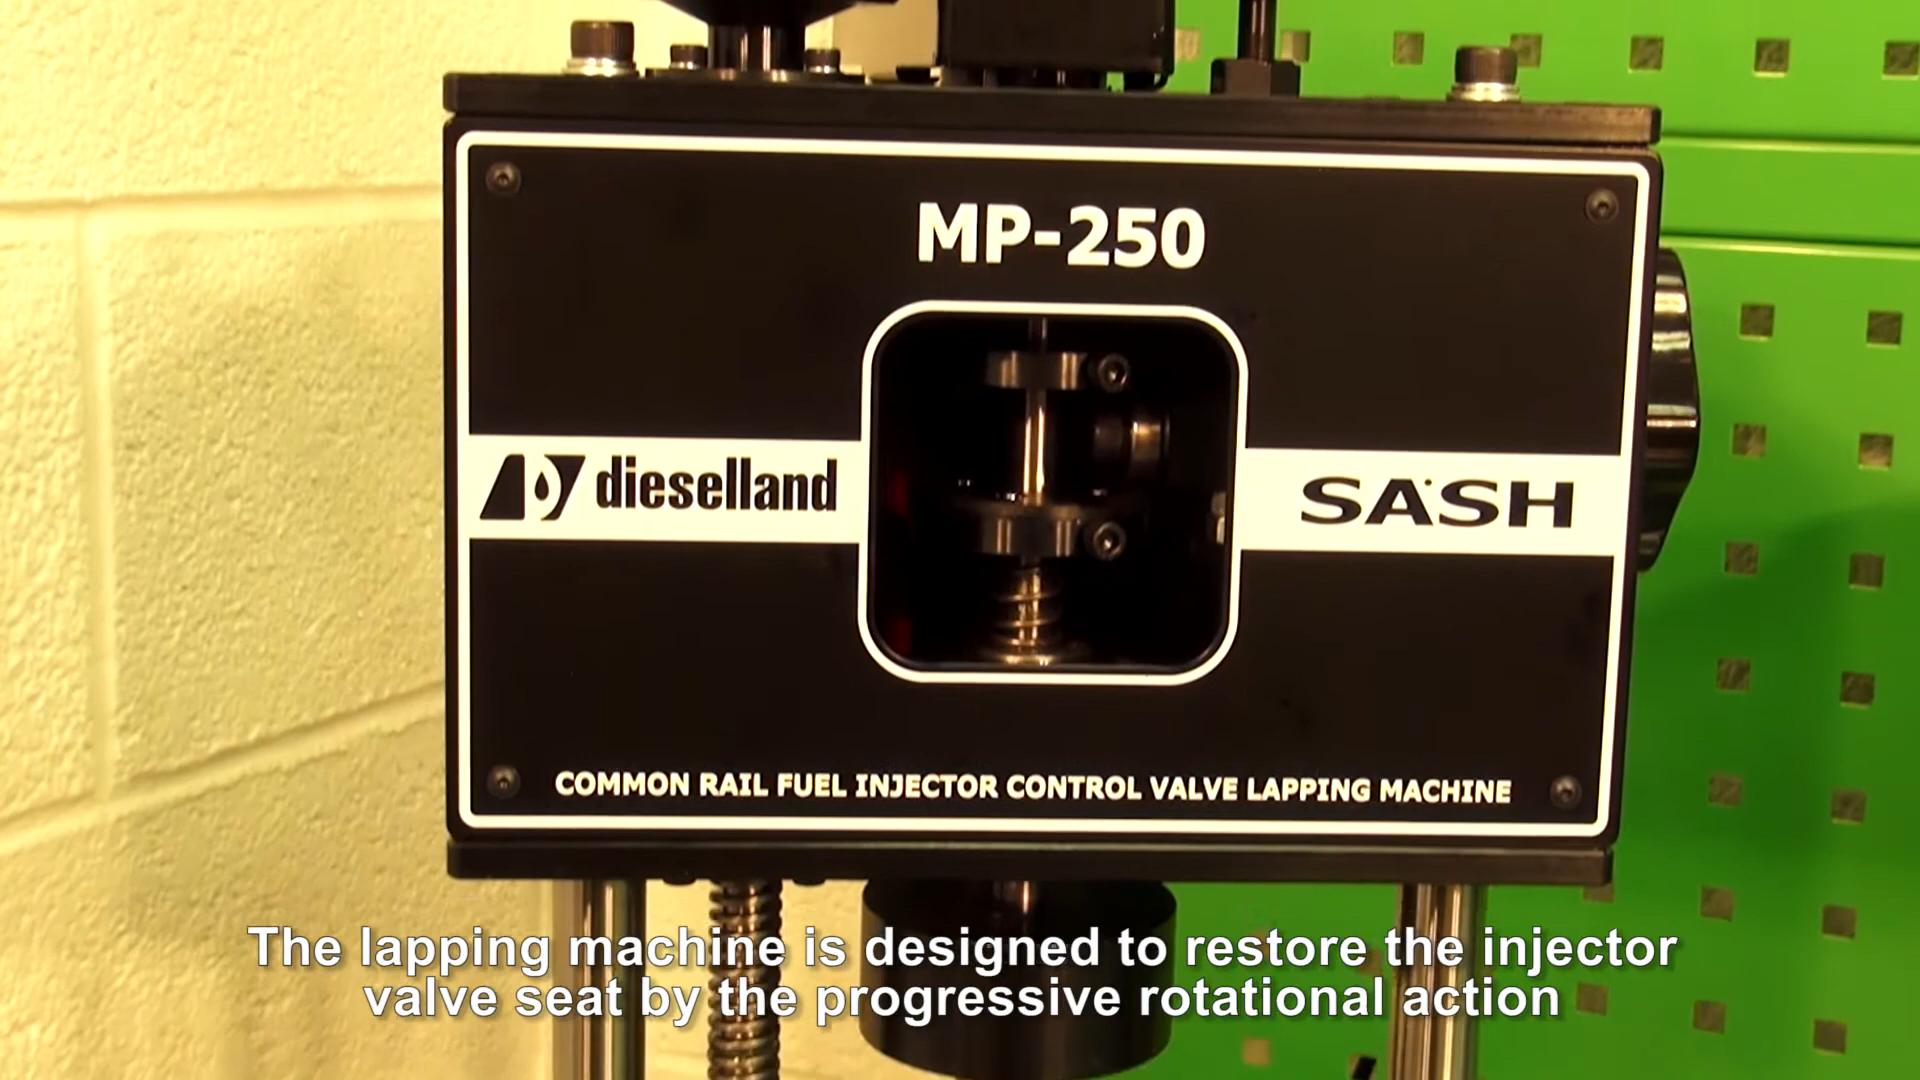 MP-250
dieselland
SASH
COMMON RAIL FUEL INJECTOR CONTROL VALVE LAPPING MACHINE
The lapping machine is designed to restore the injector
valve seat by the progressive rotational action